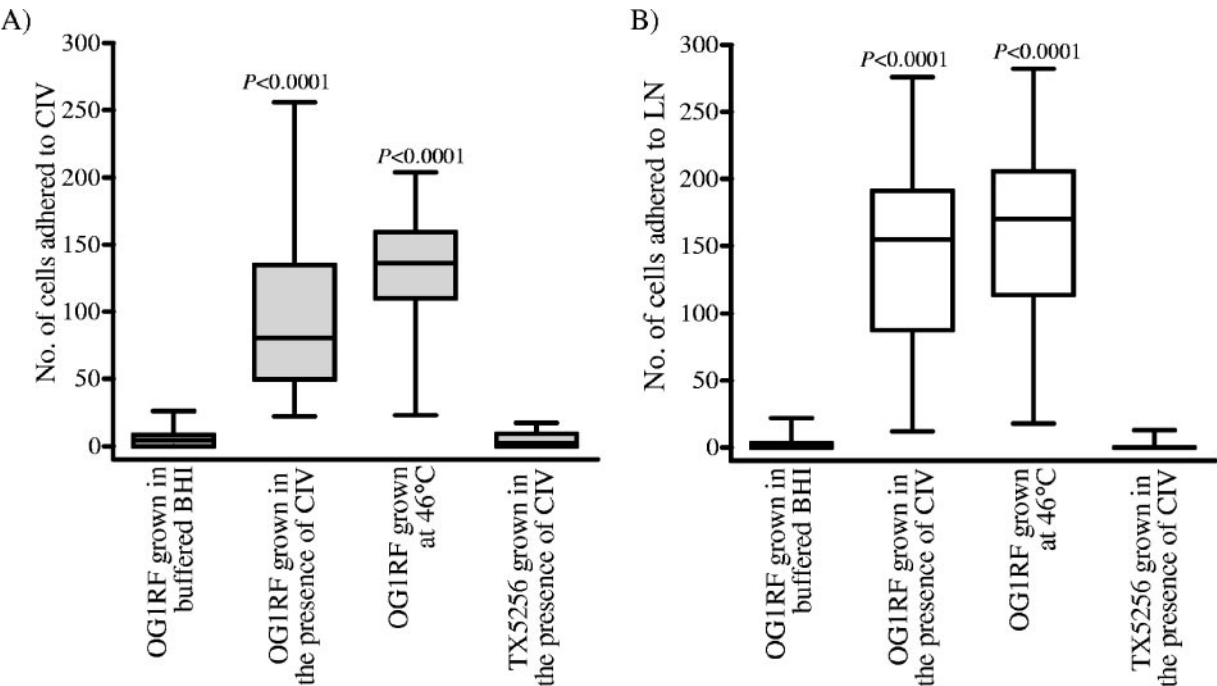 A)
No. of cells adhered to CIV
300
250
200
150
100
50
0
P<0.0001
P<0.0001
OG1RF grown in
buffered BHI
OG1RF grown in
the presence of CIV
OG1RF grown
at 46°C
TX5256 grown in
the presence of CIV
B)
No. of cells adhered to LN
300
250
200
150
100
50
0
P<0.0001
P<0.0001
OG1RF grown in
buffered BHI
OG1RF grown in
the presence of CIV
OG1RF grown
at 46°C
TX5256 grown in
the presence of CIV